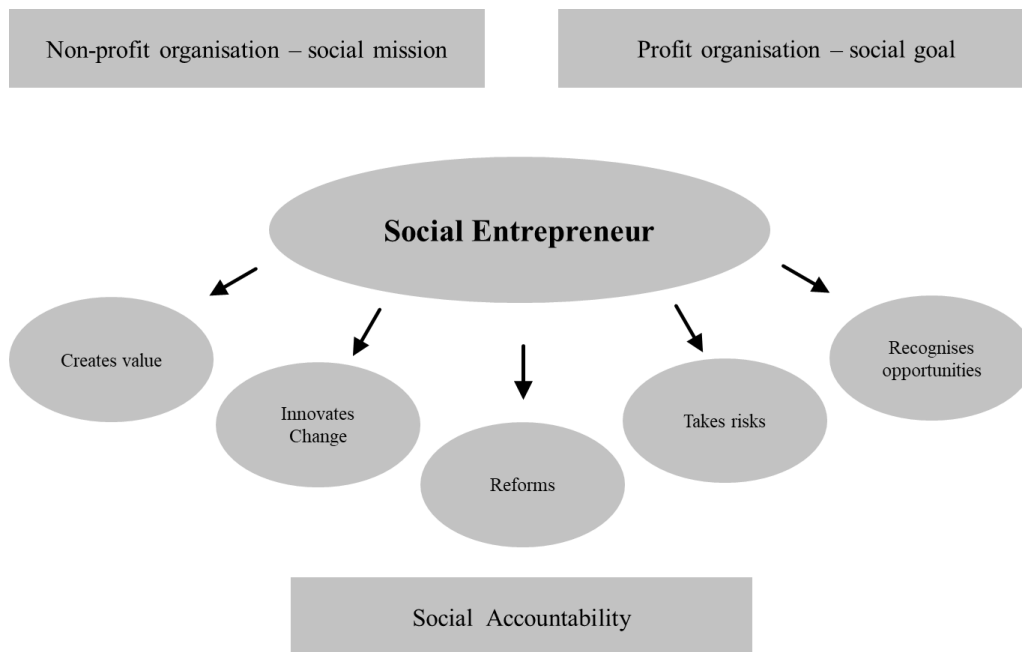 Non-profit organisation – social mission
Profit organisation – social goal
Social Entrepreneur
Creates value
Innovates
Change
Reforms
Takes risks
Recognises
opportunities
Social Accountability